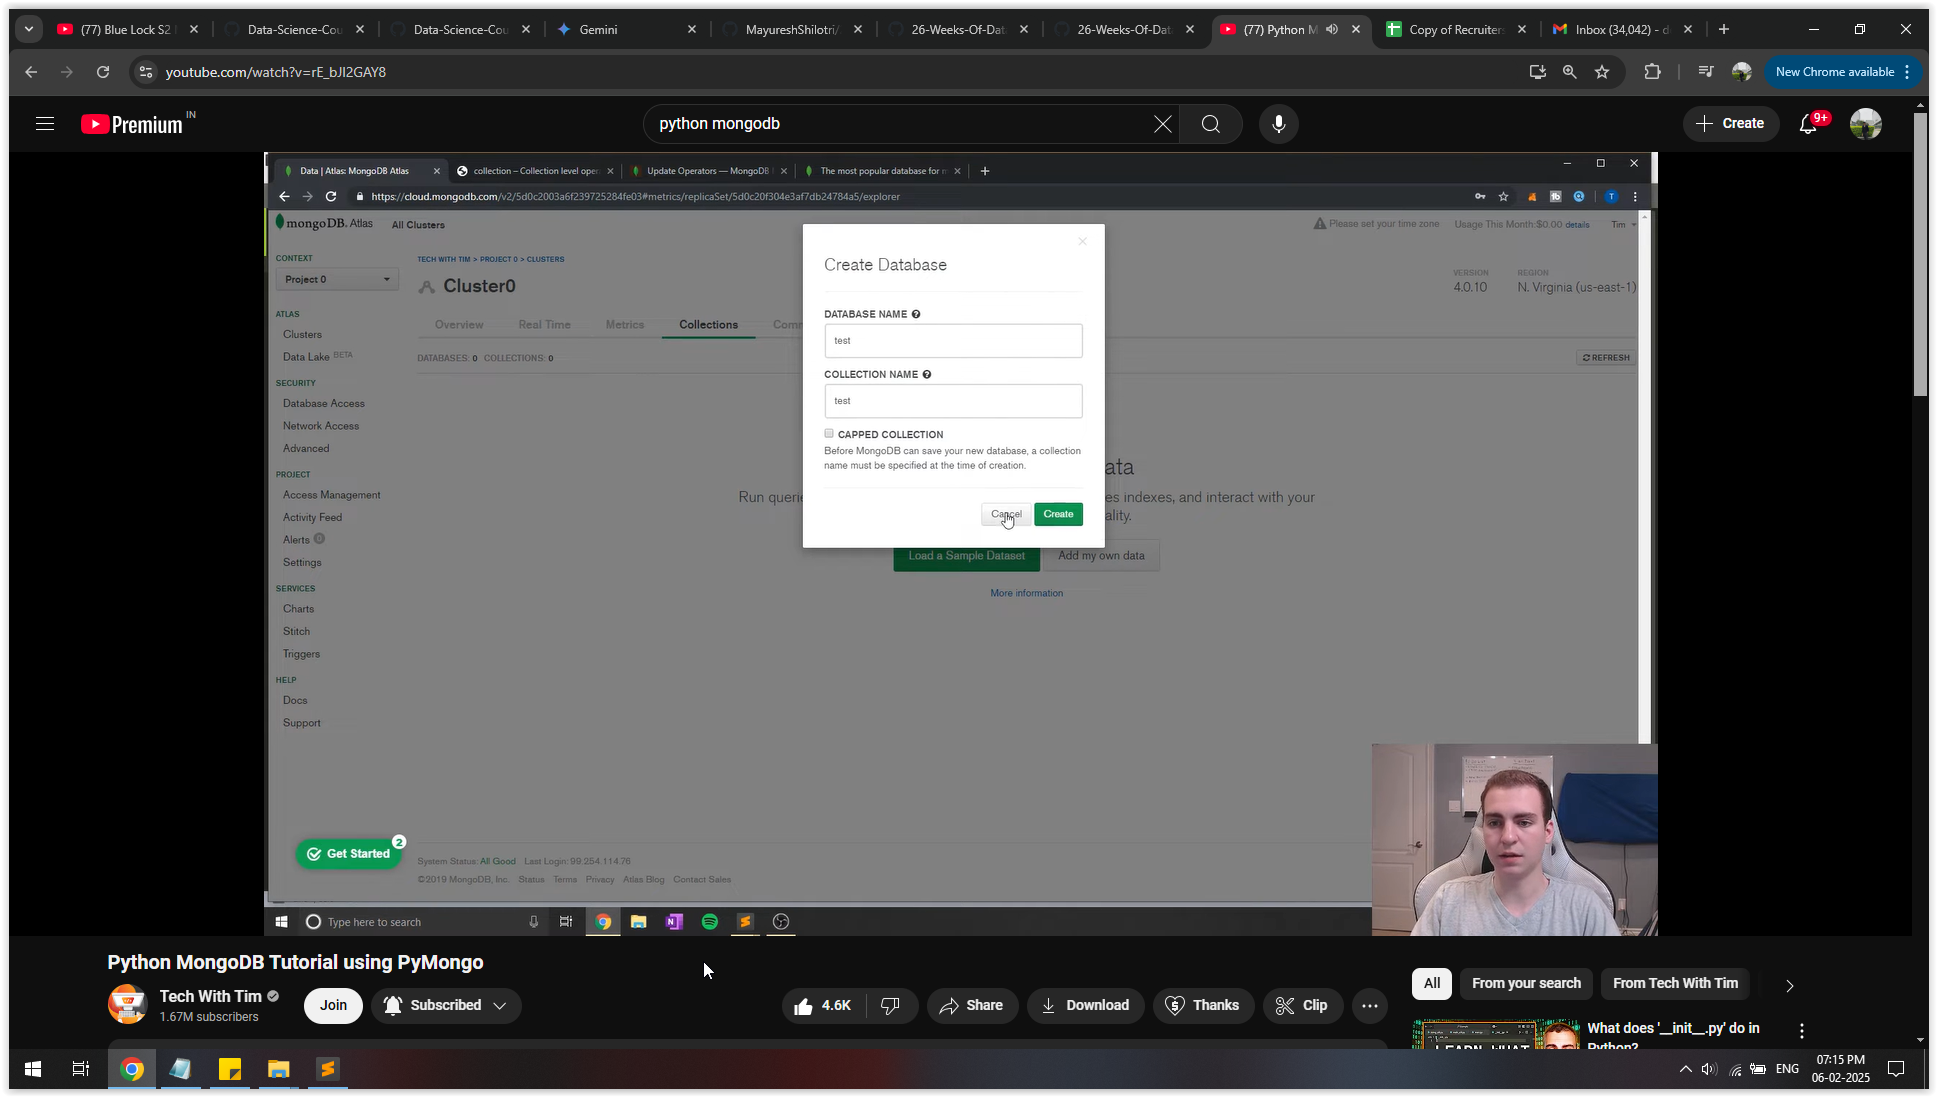 (77) Blue Lock S2
Data-Science-Cou
Data-Science-Cou
Gemini
MayureshShilotri/
26-Weeks-Of-Dat
26-Weeks-Of-Dat
(77) Python M
Copy of Recruiter
Inbox (34,042) - d
youtube.com/watch?v=rE_bJl2GAY8
New Chrome available
Premium IN
python mongodb
Create
9+
Data | Atlas: MongoDB Atlas
collection – Collection level oper
Update Operators — MongoDB
The most popular database for m
https://cloud.mongodb.com/v2/5d0c2003a6f239725284fe03#metrics/replicaSet/5d0c20f304e3af7db24784a5/explorer
mongoDB. Atlas
All Clusters
Please set your time zone
Usage This Month:$0.00 details
Tim
CONTEXT
Project 0
TECH WITH TIM > PROJECT 0 > CLUSTERS
Cluster0
VERSION
4.0.10
REGION
N. Virginia (us-east-1)
ATLAS
Clusters
Data Lake BETA
SECURITY
Database Access
Network Access
Advanced
PROJECT
Access Management
Activity Feed
Alerts 0
Settings
SERVICES
Charts
Stitch
Triggers
HELP
Docs
Support
Overview
Real Time
Metrics
Collections
Comm
DATABASES: 0 COLLECTIONS: 0
REFRESH
Create Database
DATABASE NAME
test
COLLECTION NAME
test
CAPPED COLLECTION
Before MongoDB can save your new database, a collection
name must be specified at the time of creation.
Cancel
Create
ata
Run querie
es indexes, and interact with your
ality.
Load a Sample Dataset
Add my own data
More information
Get Started
2
System Status: All Good Last Login: 99.254.114.76
©2019 MongoDB, Inc. Status Terms Privacy Atlas Blog Contact Sales
Type here to search
Python MongoDB Tutorial using PyMongo
Tech With Tim
1.67M subscribers
Join
Subscribed
4.6K
Share
Download
Thanks
Clip
All
From your search
From Tech With Tim
What does '__init__.py' do in
Python?
LEARN WHAT
ENG
07:15 PM
06-02-2025